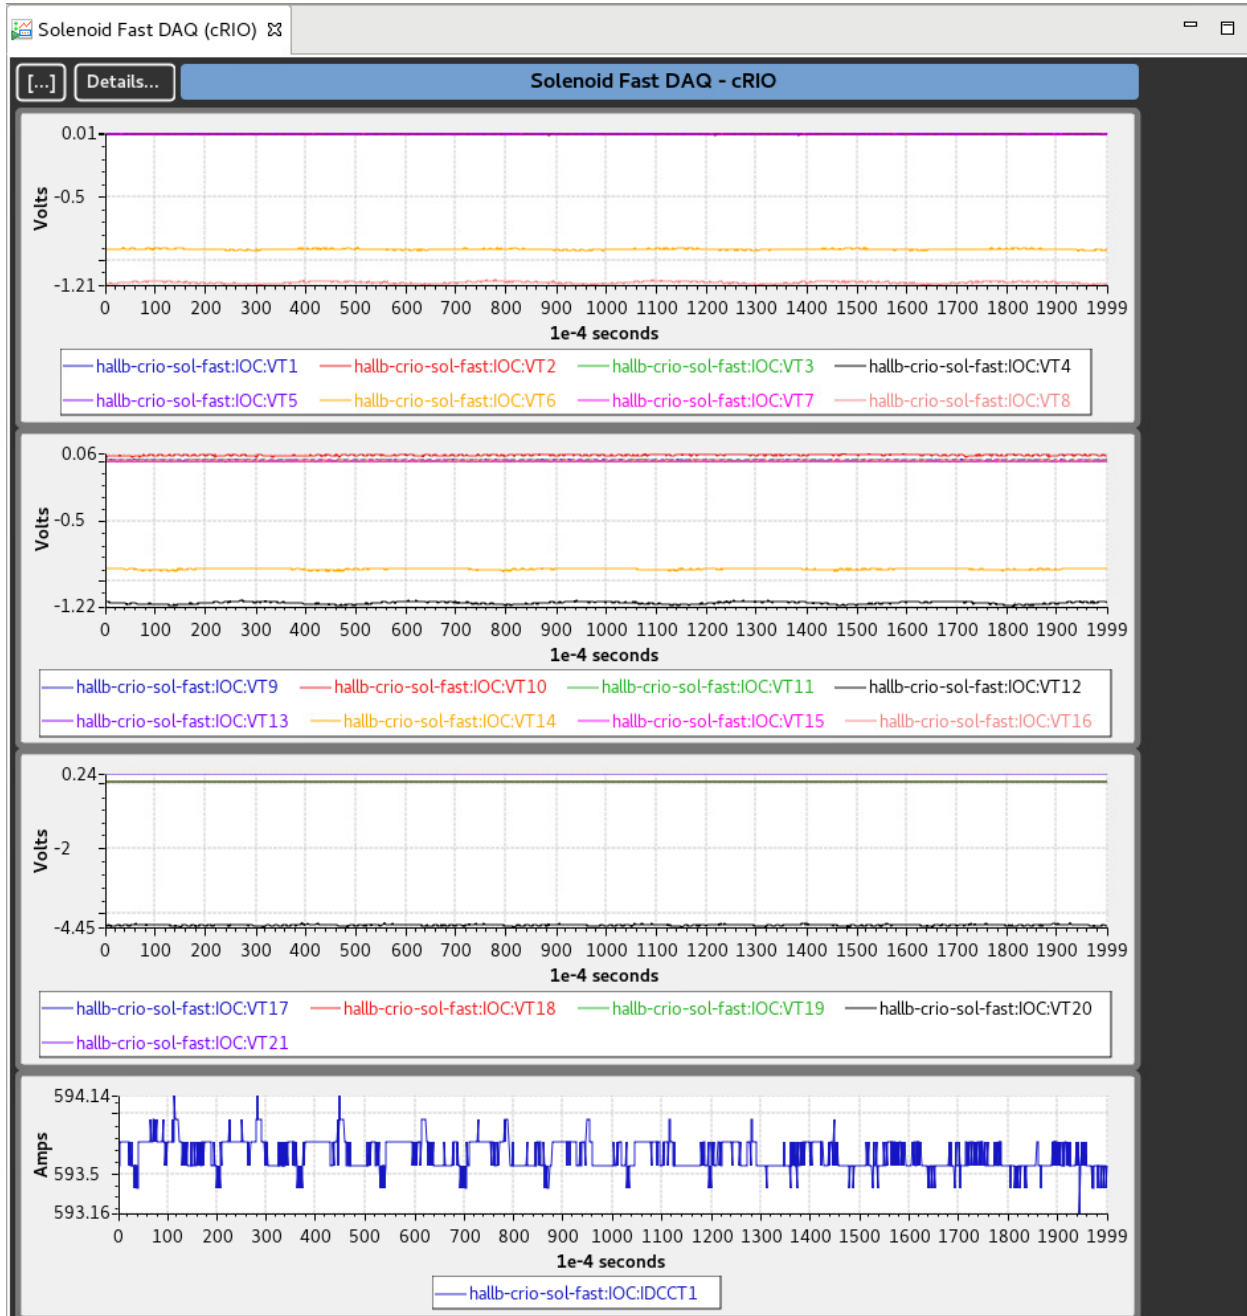 Solenoid Fast DAQ (cRIO)
[...] Details... Solenoid Fast DAQ - cRIO
0.01
-0.5
-1.21
Volts
0 100 200 300 400 500 600 700 800 900 1000 1100 1200 1300 1400 1500 1600 1700 1800 1900 1999
1e-4 seconds
hallb-crio-sol-fast:IOC:VT1 hallb-crio-sol-fast:IOC:VT2 hallb-crio-sol-fast:IOC:VT3 hallb-crio-sol-fast:IOC:VT4
hallb-crio-sol-fast:IOC:VT5 hallb-crio-sol-fast:IOC:VT6 hallb-crio-sol-fast:IOC:VT7 hallb-crio-sol-fast:IOC:VT8
0.06
-0.5
-1.22
Volts
0 100 200 300 400 500 600 700 800 900 1000 1100 1200 1300 1400 1500 1600 1700 1800 1900 1999
1e-4 seconds
hallb-crio-sol-fast:IOC:VT9 hallb-crio-sol-fast:IOC:VT10 hallb-crio-sol-fast:IOC:VT11 hallb-crio-sol-fast:IOC:VT12
hallb-crio-sol-fast:IOC:VT13 hallb-crio-sol-fast:IOC:VT14 hallb-crio-sol-fast:IOC:VT15 hallb-crio-sol-fast:IOC:VT16
0.24
-2
-4.45
Volts
0 100 200 300 400 500 600 700 800 900 1000 1100 1200 1300 1400 1500 1600 1700 1800 1900 1999
1e-4 seconds
hallb-crio-sol-fast:IOC:VT17 hallb-crio-sol-fast:IOC:VT18 hallb-crio-sol-fast:IOC:VT19 hallb-crio-sol-fast:IOC:VT20
hallb-crio-sol-fast:IOC:VT21
594.14
593.5
593.16
Amps
0 100 200 300 400 500 600 700 800 900 1000 1100 1200 1300 1400 1500 1600 1700 1800 1900 1999
1e-4 seconds
hallb-crio-sol-fast:IOC:IDCCT1